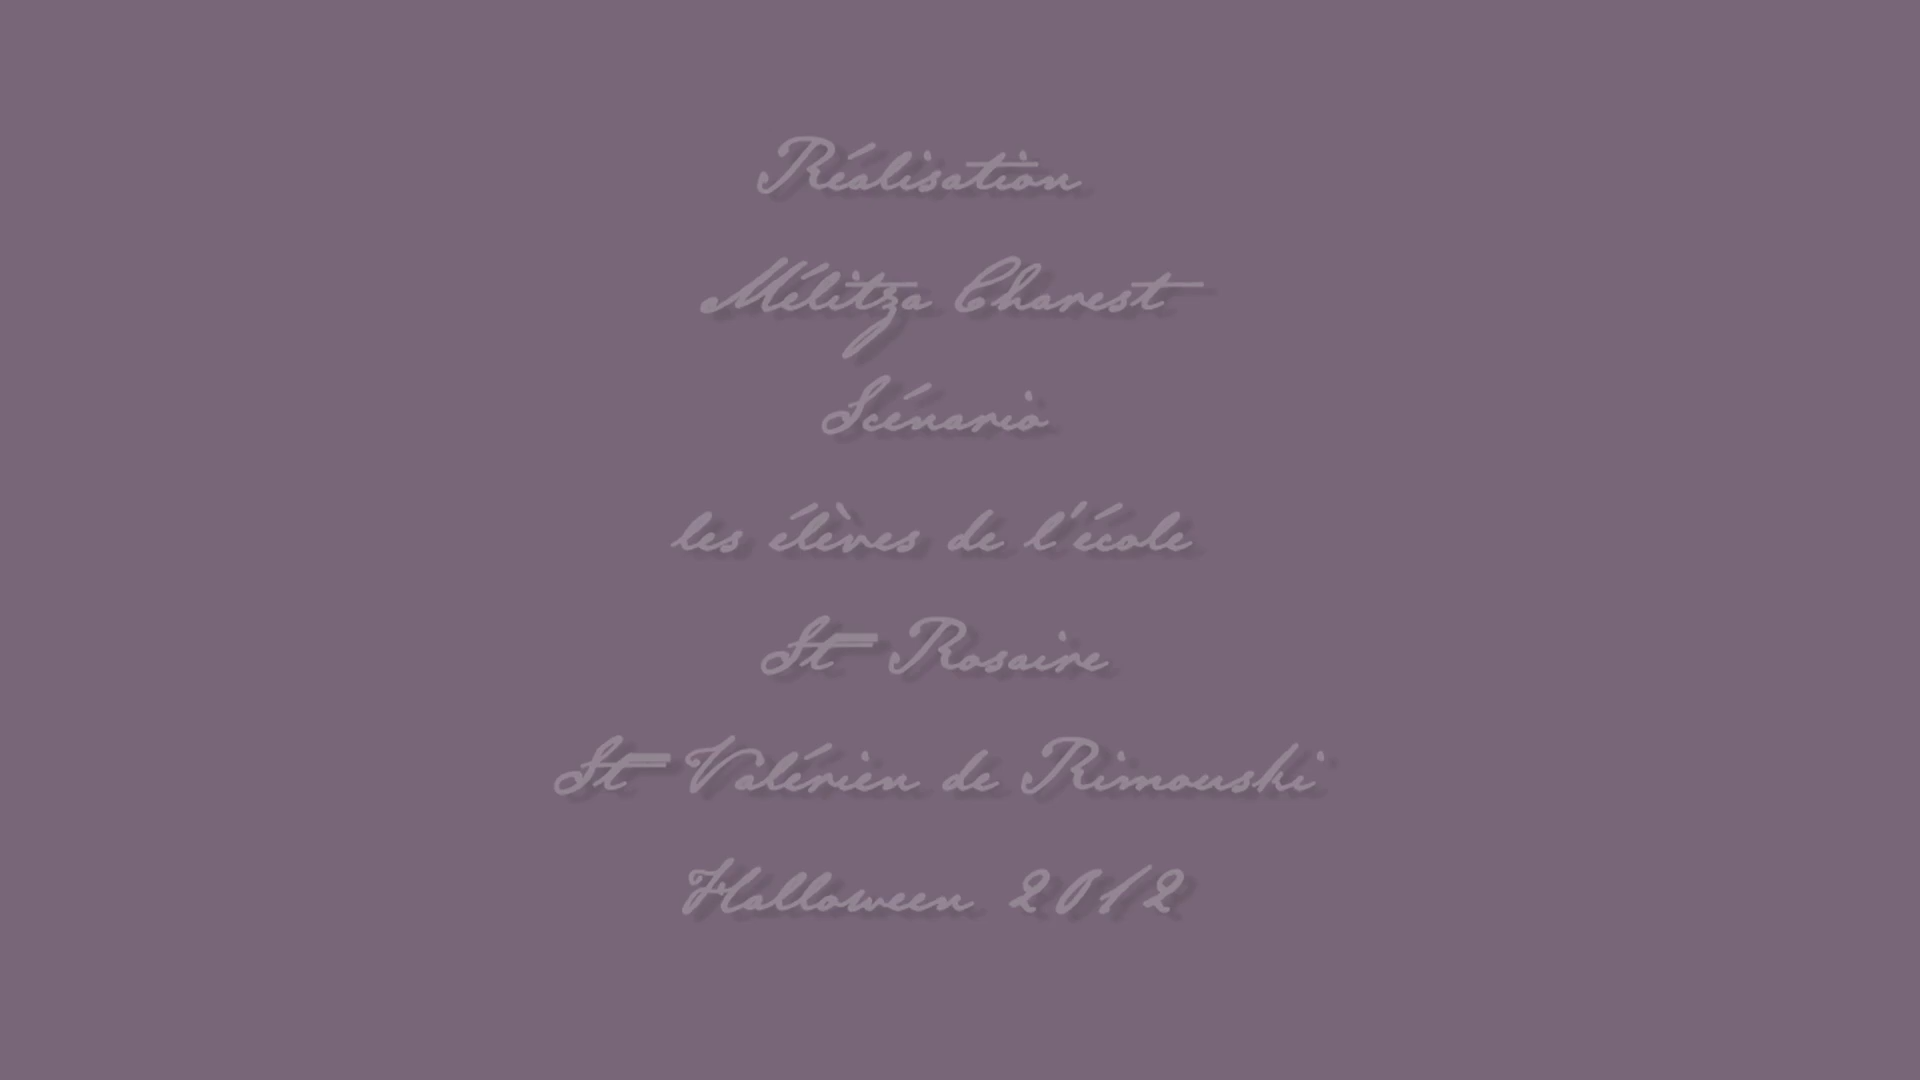 Réalisation
Mélitza Charest
Scénario
les élèves de l'école
St-Rosaire
St-Valérien de Rimouski
Halloween 2012